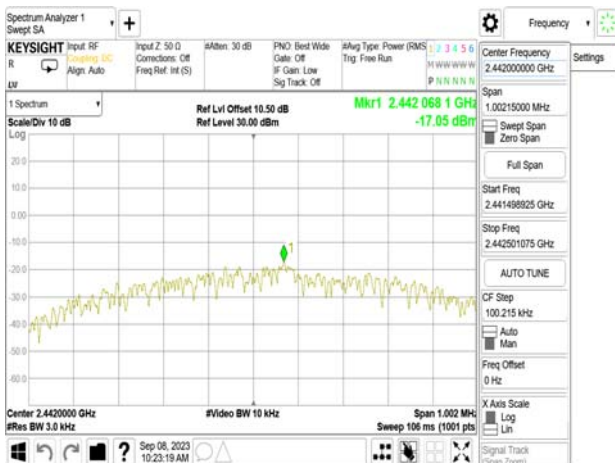 Spectrum Analyzer 1
Swept SA
Frequency
KEYSIGHT
Input: RF
Coupling: DC
Align: Auto
Input Z: 50 Ω
Corrections: Off
Freq Ref: Int (S)
#Atten: 30 dB
PNO: Best Wide
Gate: Off
IF Gain: Low
Sig Track: Off
#Avg Type: Power (RMS
Trig: Free Run
1 2 3 4 5 6
M W W W W W
P N N N N N
R
LW
Center Frequency
2.442000000 GHz
Settings
Span
1.00215000 MHz
Swept Span
Zero Span
Full Span
Start Freq
2.441498925 GHz
Stop Freq
2.442501075 GHz
AUTO TUNE
CF Step
100.215 kHz
Auto
Man
Freq Offset
0 Hz
X Axis Scale
Log
Lin
Signal Track
(Span Zoom)
1 Spectrum
Scale/Div 10 dB
Ref Lvl Offset 10.50 dB
Ref Level 30.00 dBm
Mkr1 2.442 068 1 GHz
-17.05 dBm
Log
20.0
10.0
0.00
-10.0
-20.0
-30.0
-40.0
-50.0
-60.0
1
Center 2.4420000 GHz
#Res BW 3.0 kHz
#Video BW 10 kHz
Span 1.002 MHz
Sweep 106 ms (1001 pts
Sep 08, 2023
10:23:19 AM